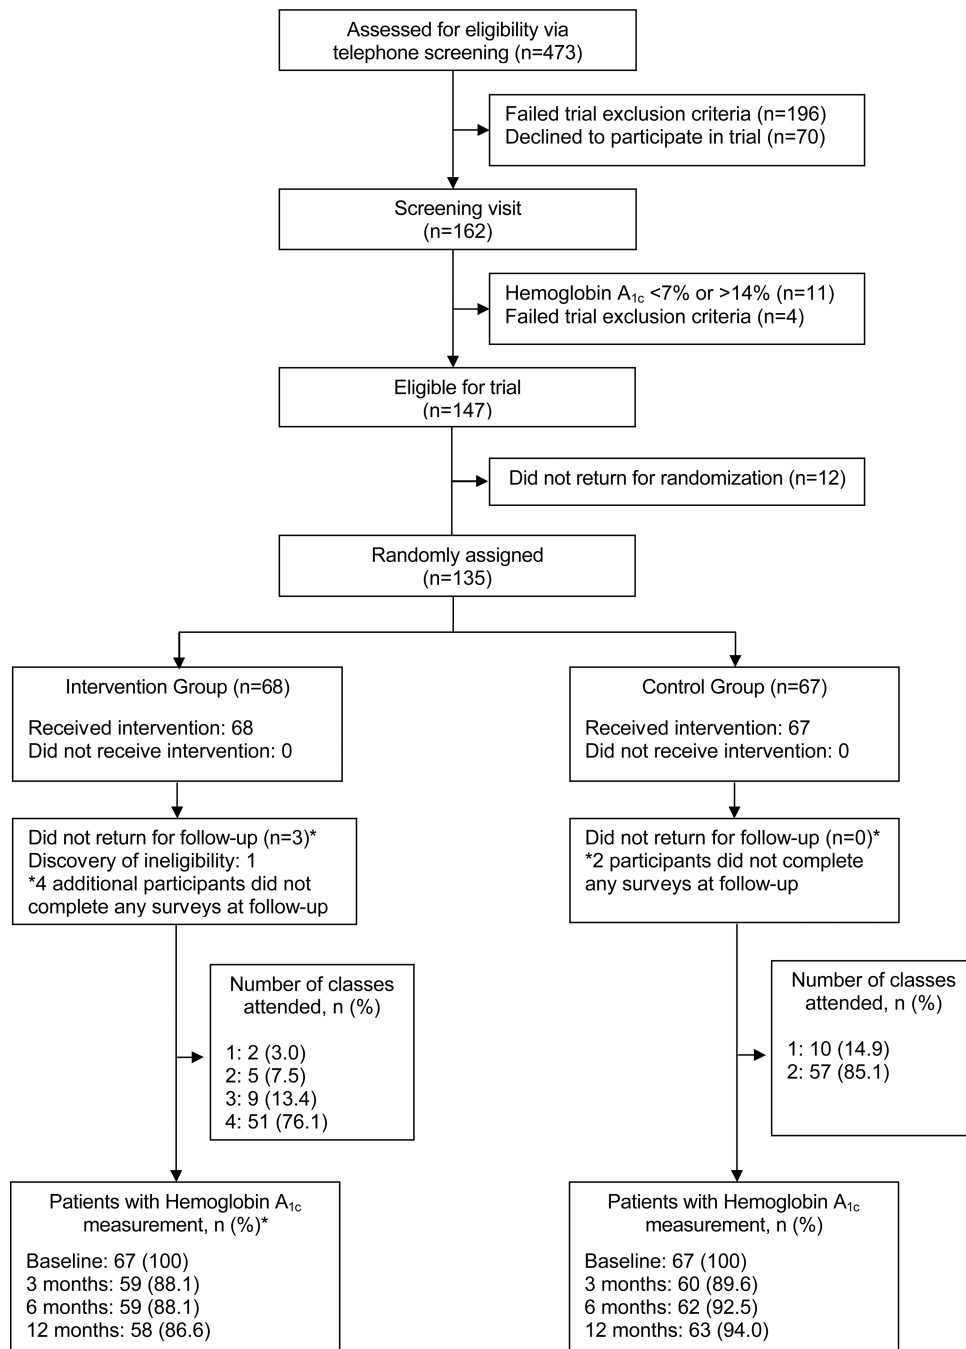 Assessed for eligibility via
telephone screening (n=473)
Failed trial exclusion criteria (n=196)
Declined to participate in trial (n=70)
Screening visit
(n=162)
Hemoglobin A1c <7% or >14% (n=11)
Failed trial exclusion criteria (n=4)
Eligible for trial
(n=147)
Did not return for randomization (n=12)
Randomly assigned
(n=135)
Intervention Group (n=68)
Received intervention: 68
Did not receive intervention: 0
Control Group (n=67)
Received intervention: 67
Did not receive intervention: 0
Did not return for follow-up (n=3)*
Discovery of ineligibility: 1
*4 additional participants did not
complete any surveys at follow-up
Did not return for follow-up (n=0)*
*2 participants did not complete
any surveys at follow-up
Number of classes
attended, n (%)
1: 2 (3.0)
2: 5 (7.5)
3: 9 (13.4)
4: 51 (76.1)
Number of classes
attended, n (%)
1: 10 (14.9)
2: 57 (85.1)
Patients with Hemoglobin A1c
measurement, n (%)*
Baseline: 67 (100)
3 months: 59 (88.1)
6 months: 59 (88.1)
12 months: 58 (86.6)
Patients with Hemoglobin A1c
measurement, n (%)
Baseline: 67 (100)
3 months: 60 (89.6)
6 months: 62 (92.5)
12 months: 63 (94.0)